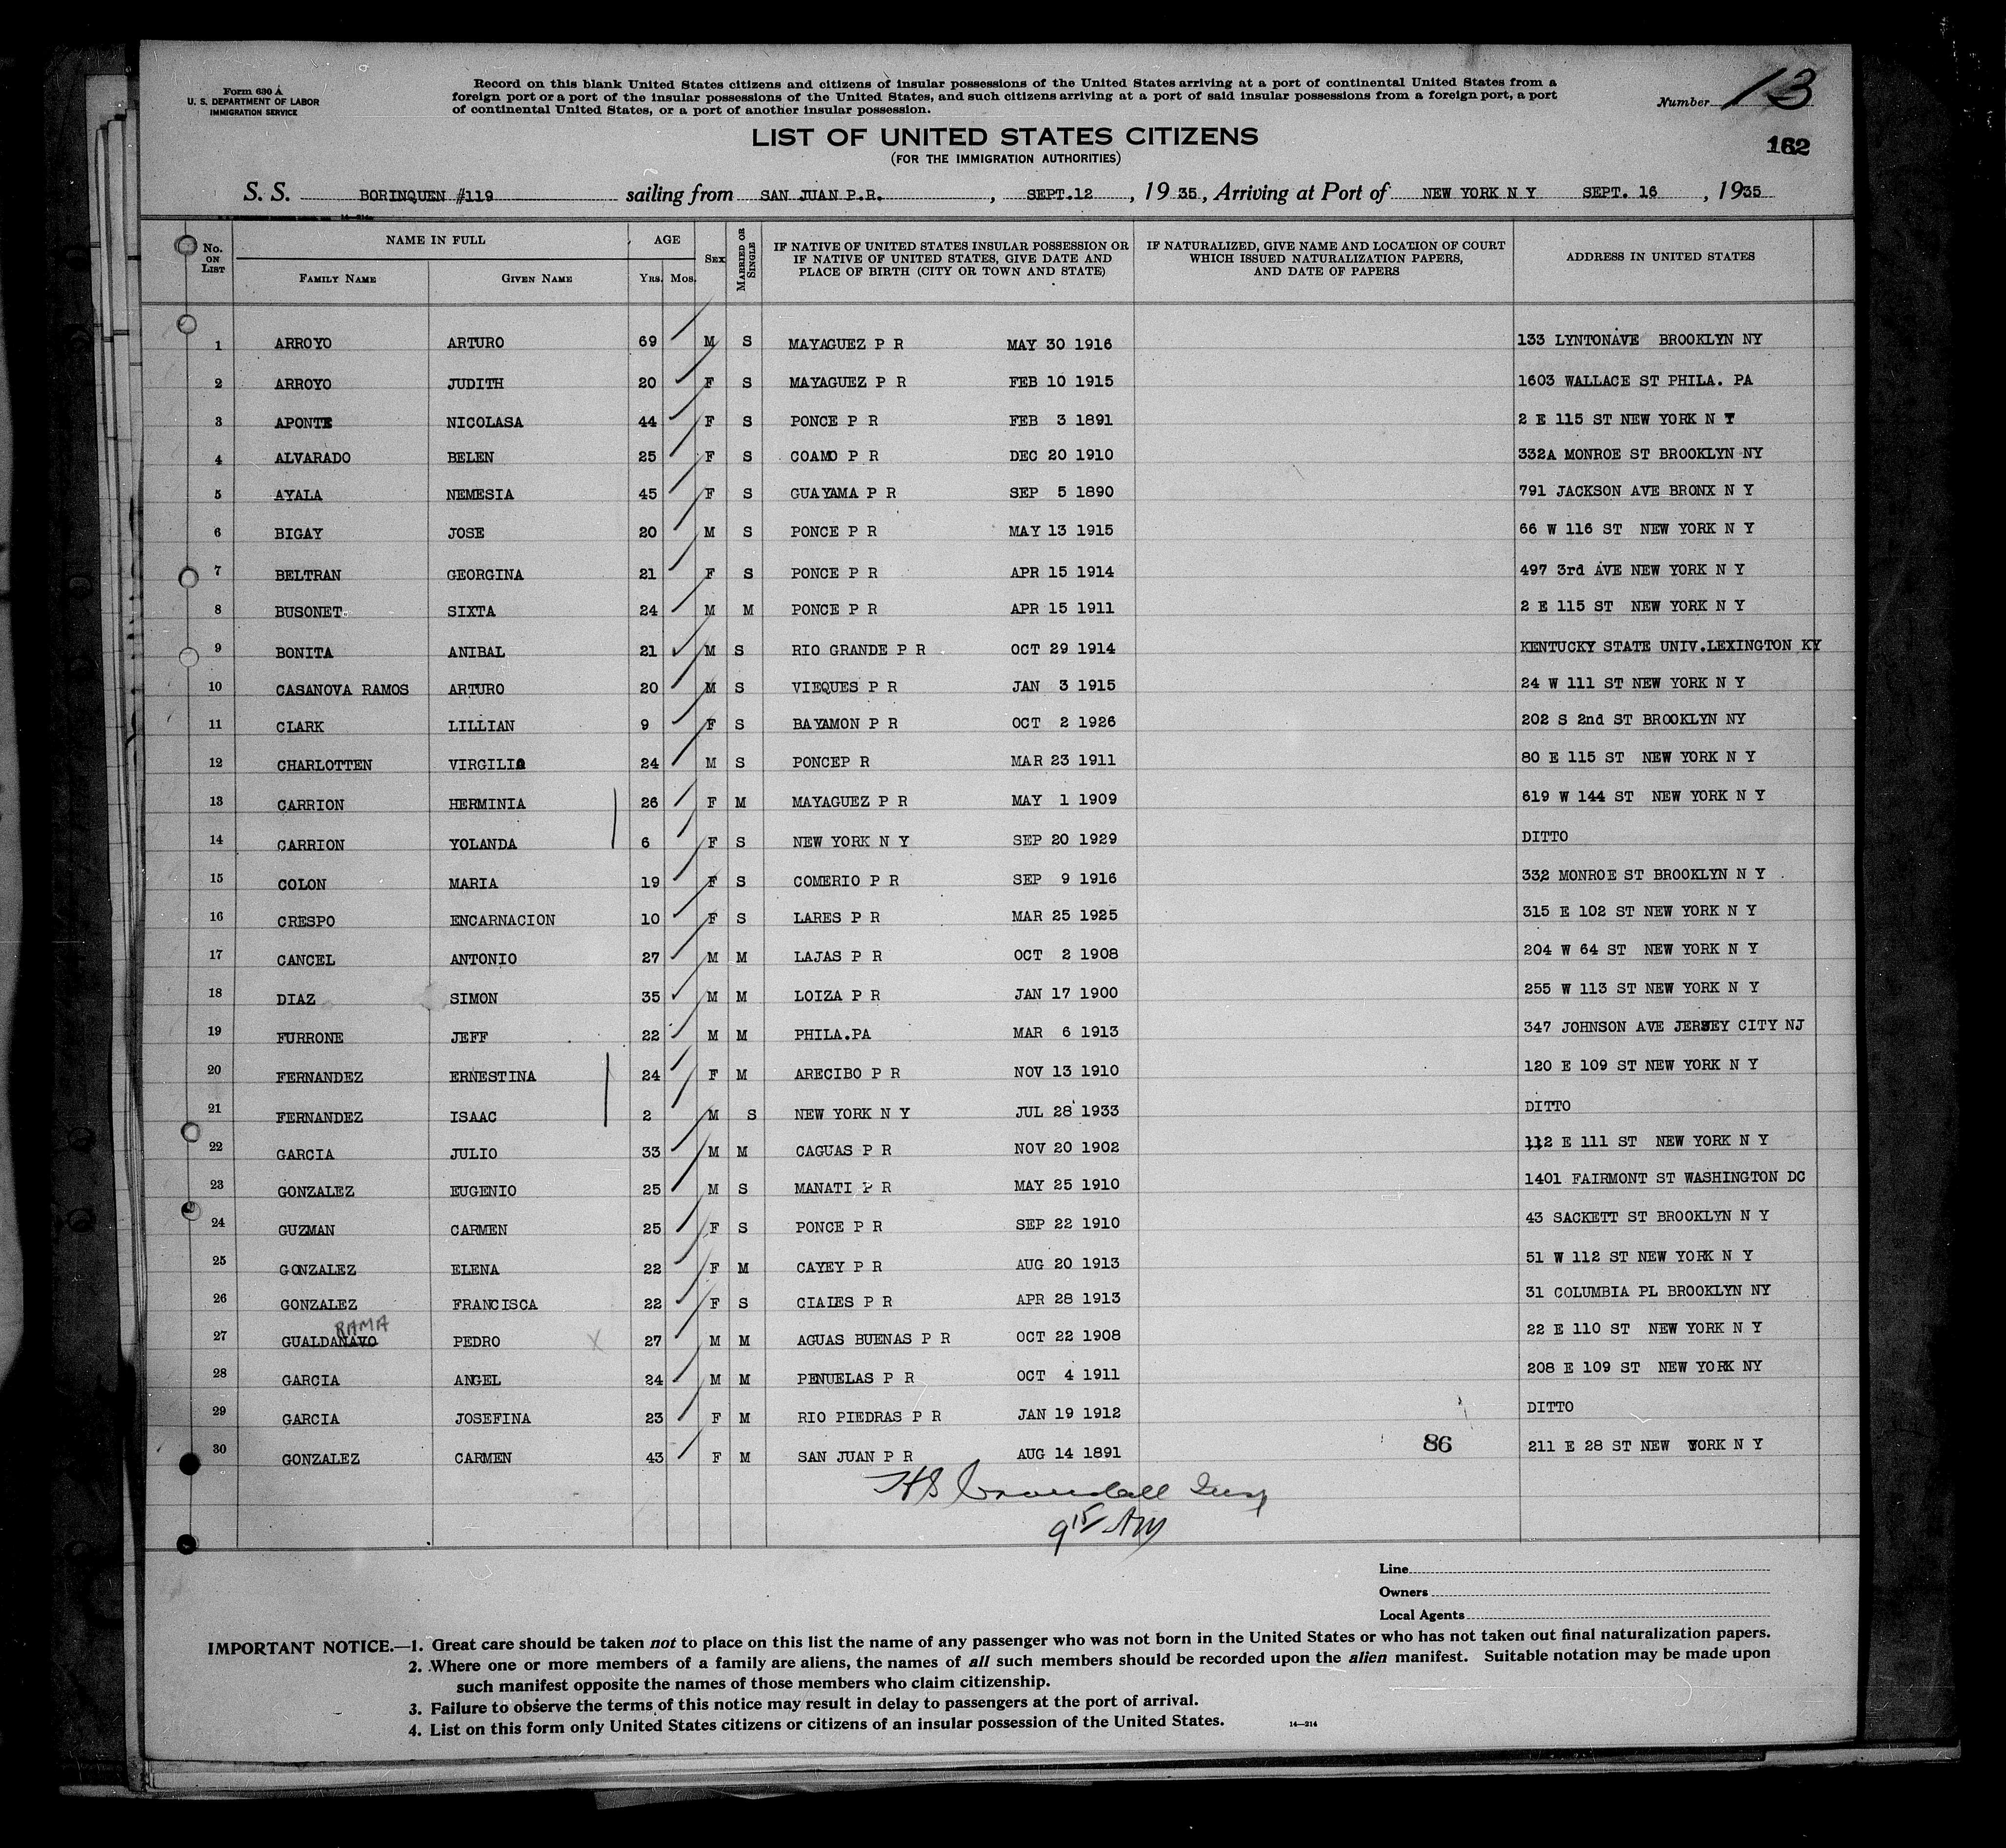 Form 630 A
U. S. DEPARTMENT OF LABOR
IMMIGRATION SERVICE
Record on this blank United States citizens and citizens of insular possessions of the United States arriving at a port of continental United States from a
foreign port or a port of the insular possessions of the United States, and such citizens arriving at a port of said insular possessions from a foreign port, a port
of continental United States, or a port of another insular possession.
Number 13
162
LIST OF UNITED STATES CITIZENS
(FOR THE IMMIGRATION AUTHORITIES)
S. S. BORINQUEN #119 sailing from SAN JUAN P.R. , SEPT.12 , 19 35, Arriving at Port of NEW YORK N Y SEPT. 16 , 1935
14—214
No. ON LIST NAME IN FULL FAMILY NAME GIVEN NAME AGE YRS. MOS. SEX MARRIED OR SINGLE IF NATIVE OF UNITED STATES INSULAR POSSESSION OR IF NATIVE OF UNITED STATES, GIVE DATE AND PLACE OF BIRTH (CITY OR TOWN AND STATE) IF NATURALIZED, GIVE NAME AND LOCATION OF COURT WHICH ISSUED NATURALIZATION PAPERS, AND DATE OF PAPERS ADDRESS IN UNITED STATES
1 ARROYO ARTURO 69 M S MAYAGUEZ P R MAY 30 1916 133 LYNTONAVE BROOKLYN NY
2 ARROYO JUDITH 20 F S MAYAGUEZ P R FEB 10 1915 1603 WALLACE ST PHILA. PA
3 APONTE NICOLASA 44 F S PONCE P R FEB 3 1891 2 E 115 ST NEW YORK N Y
4 ALVARADO BELEN 25 F S COAMO P R DEC 20 1910 332A MONROE ST BROOKLYN NY
5 AYALA NEMESIA 45 F S GUAYAMA P R SEP 5 1890 791 JACKSON AVE BRONX N Y
6 BIGAY JOSE 20 M S PONCE P R MAY 13 1915 66 W 116 ST NEW YORK N Y
7 BELTRAN GEORGINA 21 F S PONCE P R APR 15 1914 497 3rd AVE NEW YORK N Y
8 BUSONET. SIXTA 24 M M PONCE P R APR 15 1911 2 E 115 ST NEW YORK N Y
9 BONITA ANIBAL 21 M S RIO GRANDE P R OCT 29 1914 KENTUCKY STATE UNIV.LEXINGTON KY
10 CASANOVA RAMOS ARTURO 20 M S VIEQUES P R JAN 3 1915 24 W 111 ST NEW YORK N Y
11 CLARK LILLIAN 9 F S BAYAMON P R OCT 2 1926 202 S 2nd ST BROOKLYN NY
12 CHARLOTTEN VIRGILIO 24 M S PONCEP R MAR 23 1911 80 E 115 ST NEW YORK N Y
13 CARRION HERMINIA 26 F M MAYAGUEZ P R MAY 1 1909 619 W 144 ST NEW YORK N Y
14 CARRION YOLANDA 6 F S NEW YORK N Y SEP 20 1929 DITTO
15 COLON MARIA 19 F S COMERIO P R SEP 9 1916 332 MONROE ST BROOKLYN N Y
16 CRESPO ENCARNACION 10 F S LARES P R MAR 25 1925 315 E 102 ST NEW YORK N Y
17 CANCEL ANTONIO 27 M M LAJAS P R OCT 2 1908 204 W 64 ST NEW YORK N Y
18 DIAZ SIMON 35 M M LOIZA P R JAN 17 1900 255 W 113 ST NEW YORK N Y
19 FURRONE JEFF 22 M M PHILA.PA MAR 6 1913 347 JOHNSON AVE JERSEY CITY NJ
20 FERNANDEZ ERNESTINA 24 F M ARECIBO P R NOV 13 1910 120 E 109 ST NEW YORK N Y
21 FERNANDEZ ISAAC 2 M S NEW YORK N Y JUL 28 1933 DITTO
22 GARCIA JULIO 33 M M CAGUAS P R NOV 20 1902 112 E 111 ST NEW YORK N Y
23 GONZALEZ EUGENIO 25 M S MANATI P R MAY 25 1910 1401 FAIRMONT ST WASHINGTON DC
24 GUZMAN CARMEN 25 F S PONCE P R SEP 22 1910 43 SACKETT ST BROOKLYN N Y
25 GONZALEZ ELENA 22 F M CAYEY P R AUG 20 1913 51 W 112 ST NEW YORK N Y
26 GONZALEZ FRANCISCA 22 F S CIAIES P R APR 28 1913 31 COLUMBIA PL BROOKLYN NY
RAMA
27 GUALDANAVO PEDRO X 27 M M AGUAS BUENAS P R OCT 22 1908 22 E 110 ST NEW YORK N Y
28 GARCIA ANGEL 24 M M PENUELAS P R OCT 4 1911 208 E 109 ST NEW YORK NY
29 GARCIA JOSEFINA 23 F M RIO PIEDRAS P R JAN 19 1912 DITTO
30 GONZALEZ CARMEN 43 F M SAN JUAN P R AUG 14 1891 86 211 E 28 ST NEW YORK N Y
9 15 AM
Line
Owners
Local Agents
IMPORTANT NOTICE.—1. Great care should be taken not to place on this list the name of any passenger who was not born in the United States or who has not taken out final naturalization papers.
2. Where one or more members of a family are aliens, the names of all such members should be recorded upon the alien manifest. Suitable notation may be made upon
such manifest opposite the names of those members who claim citizenship.
3. Failure to observe the terms of this notice may result in delay to passengers at the port of arrival.
4. List on this form only United States citizens or citizens of an insular possession of the United States.
14—214